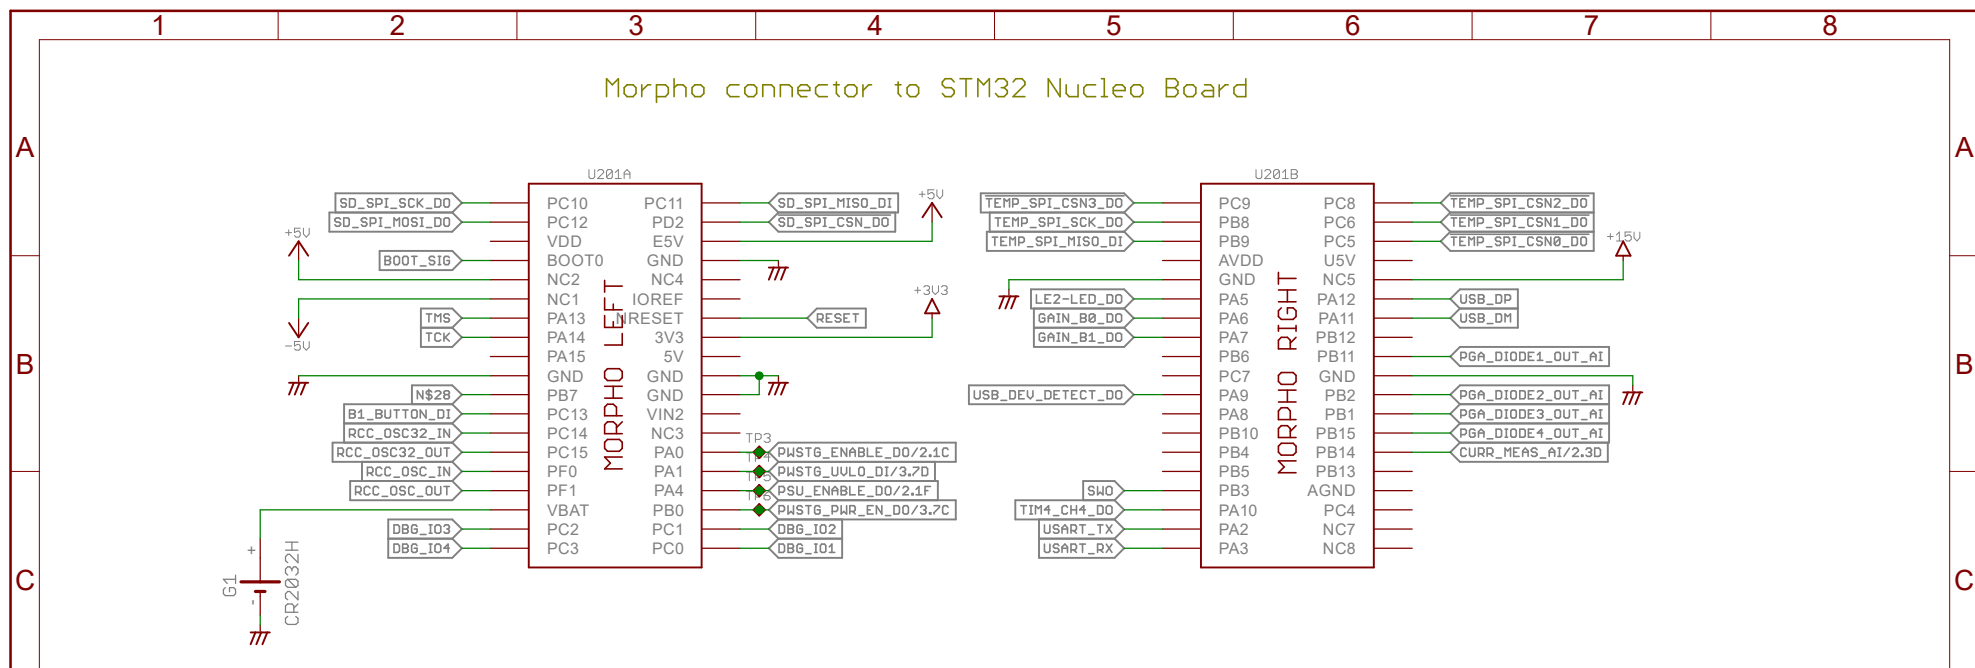 1 2 3 4 5 6 7 8
Morpho connector to STM32 Nucleo Board
A A
U201A U201B
SD_SPI_SCK_DO PC10 PC11 SD_SPI_MISO_DI +5V TEMP_SPI_CSN3_DO PC9 PC8 TEMP_SPI_CSN2_DO
SD_SPI_MOSI_DO PC12 PD2 SD_SPI_CSN_DO TEMP_SPI_SCK_DO PB8 PC6 TEMP_SPI_CSN1_DO
+5V VDD E5V TEMP_SPI_MISO_DI PB9 PC5 TEMP_SPI_CSN0_DO +15V
BOOT_SIG BOOT0 GND AVDD U5V
NC2 NC4 GND NC5
NC1 IOREF +3V3 LE2-LED_DO PA5 PA12 USB_DP
TMS PA13 NRESET RESET GAIN_B0_DO PA6 PA11 USB_DM
-5V TCK PA14 3V3 GAIN_B1_DO PA7 PB12
PA15 5V PB6 PB11 PGA_DIODE1_OUT_AI
B B
GND GND PC7 GND
N$28 PB7 GND USB_DEV_DETECT_DO PA9 PB2 PGA_DIODE2_OUT_AI
B1_BUTTON_DI PC13 VIN2 PA8 PB1 PGA_DIODE3_OUT_AI
RCC_OSC32_IN PC14 NC3 TP3 PB10 PB15 PGA_DIODE4_OUT_AI
RCC_OSC32_OUT PC15 PA0 PWSTG_ENABLE_DO/2.1C PB4 PB14 CURR_MEAS_AI/2.3D
RCC_OSC_IN PF0 PA1 PWSTG_UVLO_DI/3.7D PB5 PB13
RCC_OSC_OUT PF1 PA4 PSU_ENABLE_DO/2.1F SWO PB3 AGND
VBAT PB0 PWSTG_PWR_EN_DO/3.7C TIM4_CH4_DO PA10 PC4
DBG_IO3 PC2 PC1 DBG_IO2 USART_TX PA2 NC7
DBG_IO4 PC3 PC0 DBG_IO1 USART_RX PA3 NC8
MORPHO LEFT
MORPHO RIGHT
+
-
G1
CR2032H
C C